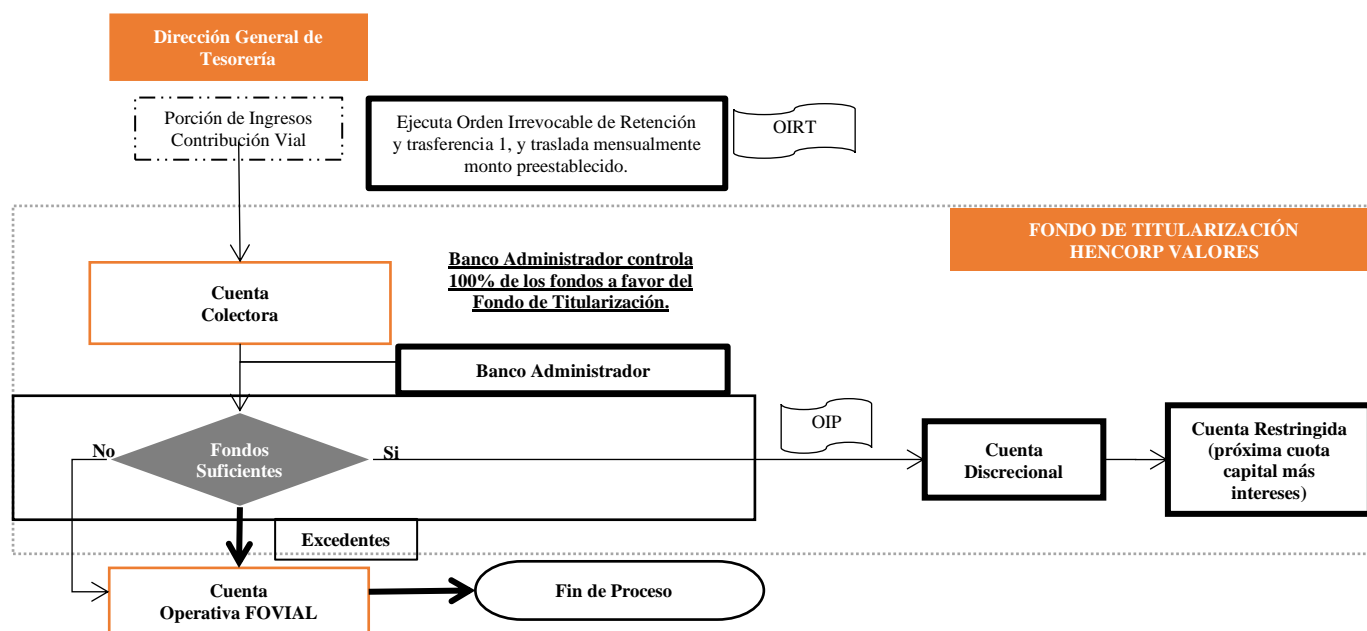 Dirección General de
Tesorería
Porción de Ingresos
Contribución Vial
Ejecuta Orden Irrevocable de Retención
y trasferencia 1, y traslada mensualmente
monto preestablecido.
OIRT
FONDO DE TITULARIZACIÓN
HENCORP VALORES
Banco Administrador controla
100% de los fondos a favor del
Fondo de Titularización.
Cuenta
Colectora
Banco Administrador
No
Fondos
Suficientes
Si
OIP
Cuenta
Discrecional
Cuenta Restringida
(próxima cuota
capital más
intereses)
Excedentes
Cuenta
Operativa FOVIAL
Fin de Proceso